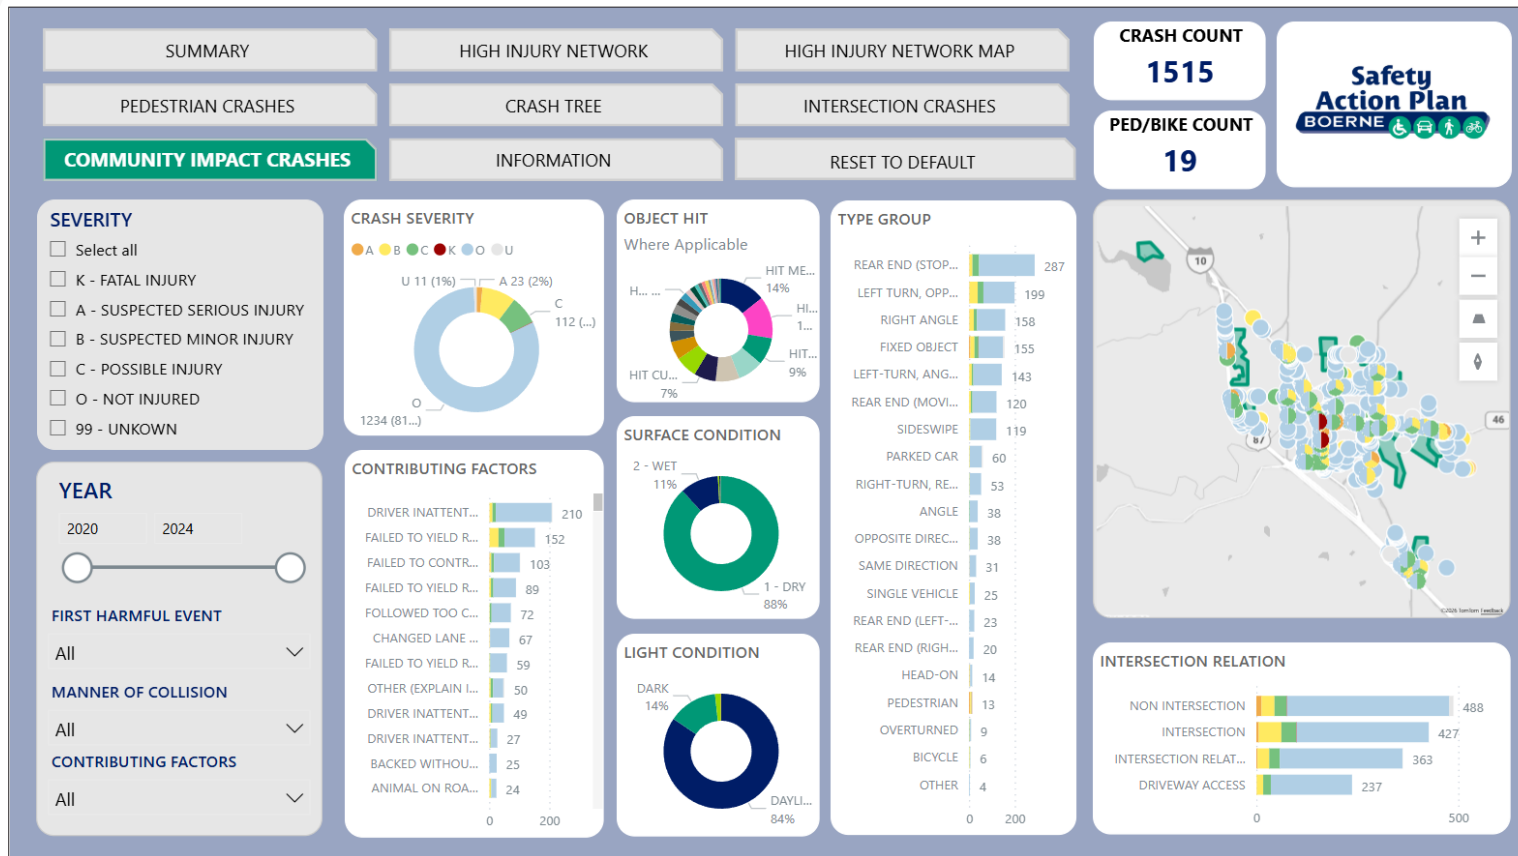 SUMMARY
HIGH INJURY NETWORK
HIGH INJURY NETWORK MAP
PEDESTRIAN CRASHES
CRASH TREE
INTERSECTION CRASHES
COMMUNITY IMPACT CRASHES
INFORMATION
RESET TO DEFAULT
CRASH COUNT
1515
PED/BIKE COUNT
19
Safety
Action Plan
BOERNE
SEVERITY
Select all
K - FATAL INJURY
A - SUSPECTED SERIOUS INJURY
B - SUSPECTED MINOR INJURY
C - POSSIBLE INJURY
O - NOT INJURED
99 - UNKOWN
YEAR
2020 2024
FIRST HARMFUL EVENT
All
MANNER OF COLLISION
All
CONTRIBUTING FACTORS
All
CRASH SEVERITY
A B C K O U
U 11 (1%)
A 23 (2%)
C
112 (...)
O
1234 (81...)
CONTRIBUTING FACTORS
DRIVER INATTENT... 210
FAILED TO YIELD R... 152
FAILED TO CONTR... 103
FAILED TO YIELD R... 89
FOLLOWED TOO C... 72
CHANGED LANE ... 67
FAILED TO YIELD R... 59
OTHER (EXPLAIN I... 50
DRIVER INATTENT... 49
DRIVER INATTENT... 27
BACKED WITHOU... 25
ANIMAL ON ROA... 24
0 200
OBJECT HIT
Where Applicable
HIT ME...
14%
HI...
1...
HIT...
9%
HIT CU...
7%
H... ...
SURFACE CONDITION
2 - WET
11%
1 - DRY
88%
LIGHT CONDITION
DARK
14%
DAYLI...
84%
TYPE GROUP
REAR END (STOP... 287
LEFT TURN, OPP... 199
RIGHT ANGLE 158
FIXED OBJECT 155
LEFT-TURN, ANG... 143
REAR END (MOVI... 120
SIDESWIPE 119
PARKED CAR 60
RIGHT-TURN, RE... 53
ANGLE 38
OPPOSITE DIREC... 38
SAME DIRECTION 31
SINGLE VEHICLE 25
REAR END (LEFT-... 23
REAR END (RIGH... 20
HEAD-ON 14
PEDESTRIAN 13
OVERTURNED 9
BICYCLE 6
OTHER 4
0 200
10
46
87
©2026 TomTom Feedback
INTERSECTION RELATION
NON INTERSECTION 488
INTERSECTION 427
INTERSECTION RELAT... 363
DRIVEWAY ACCESS 237
0 500